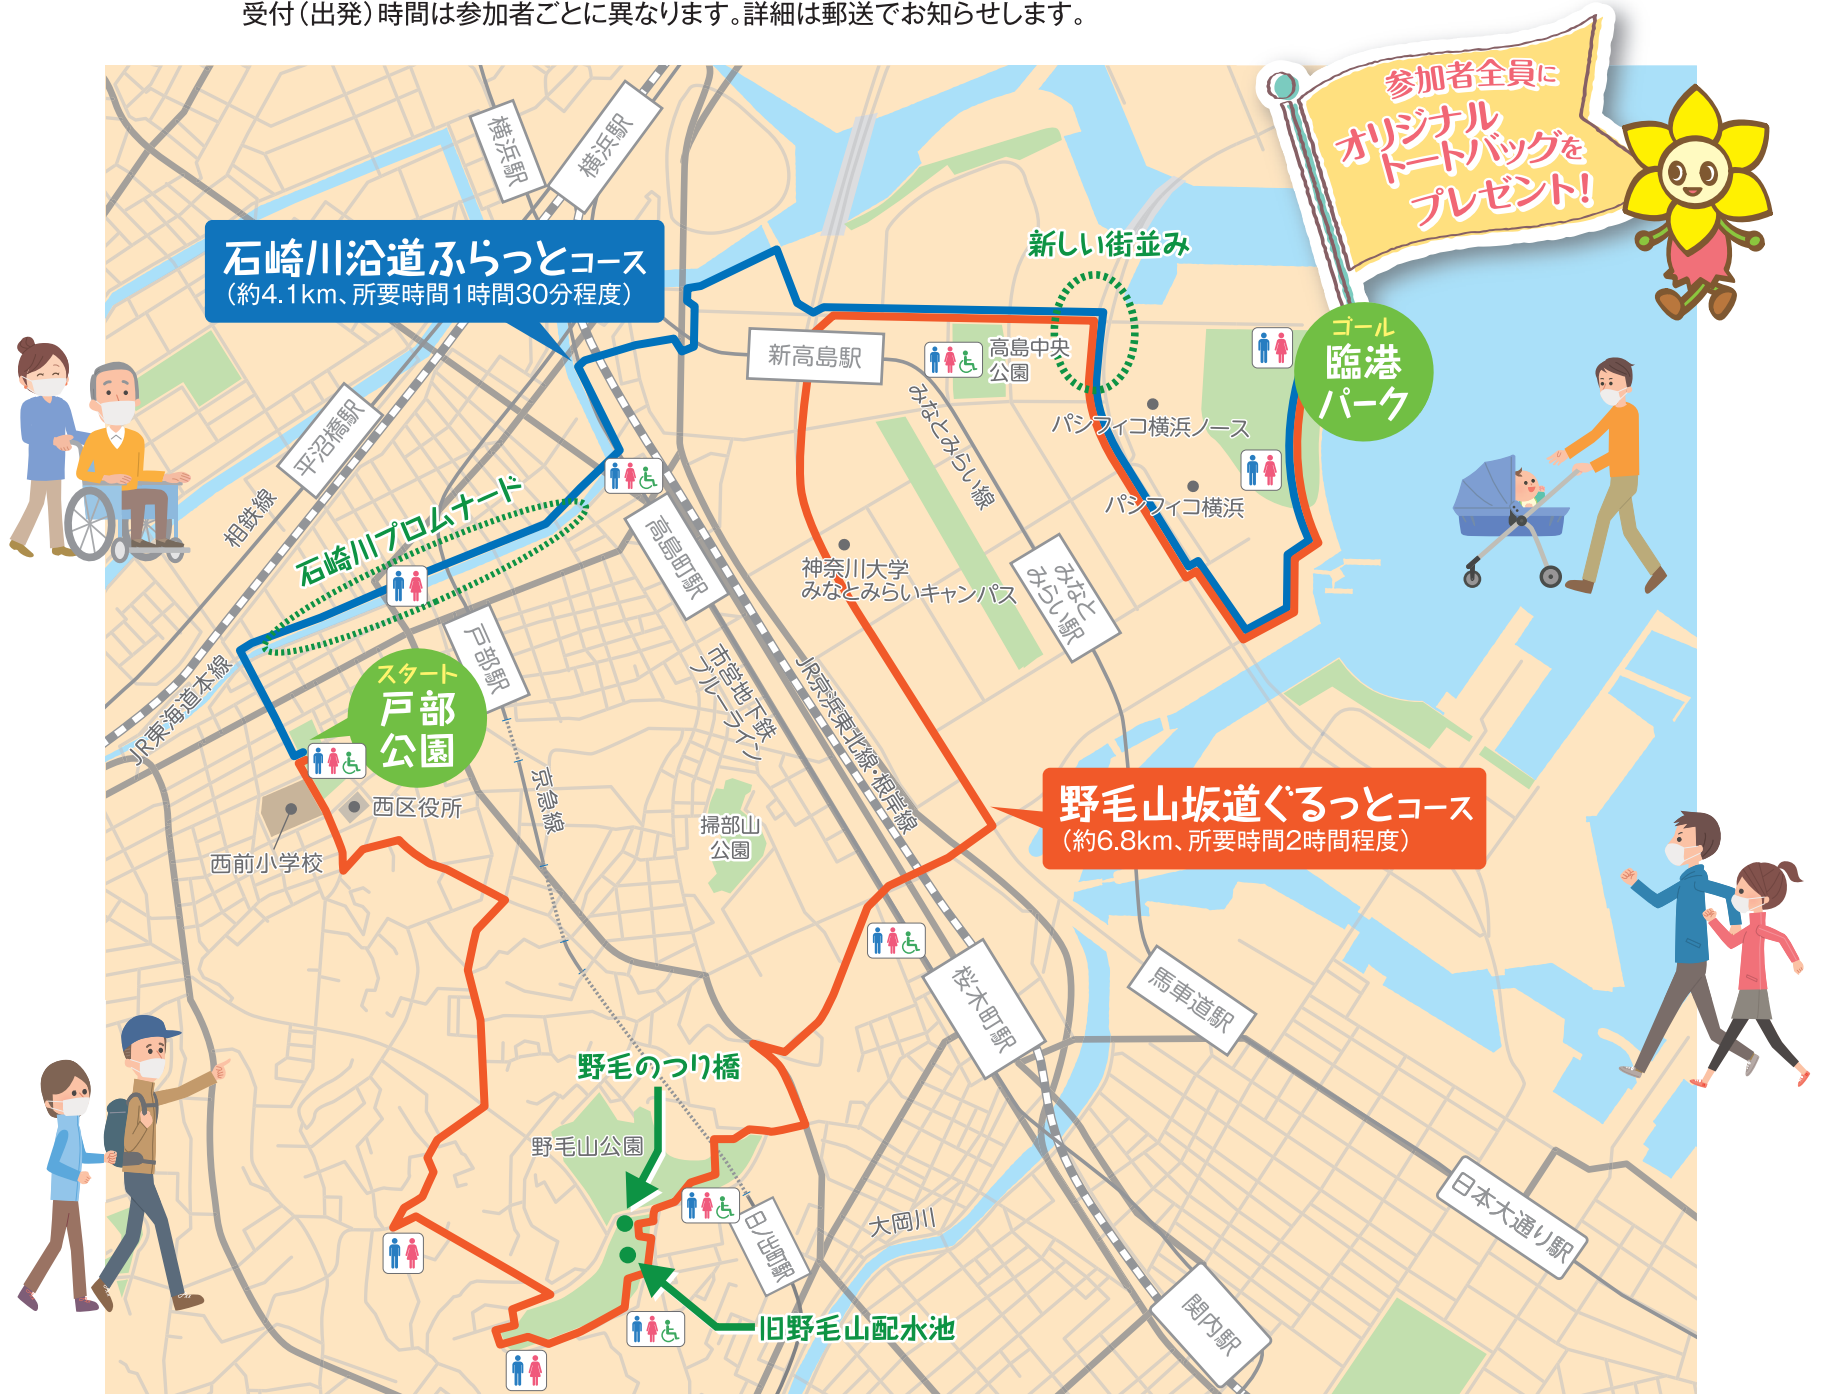 受付（出発）時間は参加者ごとに異なります。詳細は郵送でお知らせします。
参加者全員に
オリジナル
トートバッグを
プレゼント！
横浜駅
横浜駅
石崎川沿道ふらっとコース
（約4.1km、所要時間1時間30分程度）
新しい街並み
ゴール
臨港
パーク
新高島駅
高島中央
公園
みなとみらい線
パシフィコ横浜ノース
パシフィコ横浜
平沼橋駅
相鉄線
石崎川プロムナード
高島町駅
神奈川大学
みなとみらいキャンパス
みなと
みらい駅
戸部駅
JR東海道本線
スタート
戸部
公園
市営地下鉄
ブルーライン
JR京浜東北線・根岸線
京急線
西区役所
西前小学校
掃部山
公園
野毛山坂道ぐるっとコース
（約6.8km、所要時間2時間程度）
桜木町駅
馬車道駅
野毛のつり橋
野毛山公園
日ノ出町駅
大岡川
日本大通り駅
旧野毛山配水池
関内駅